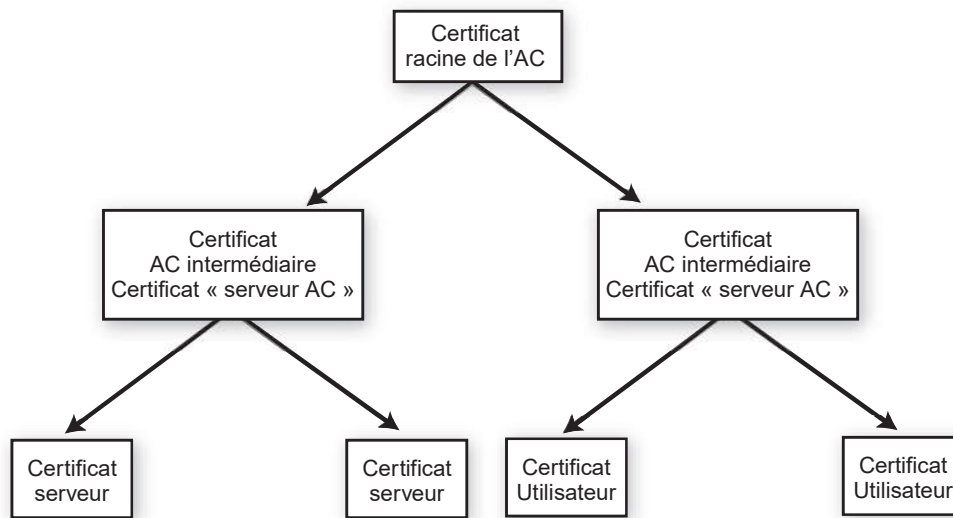 Certificat
racine de l'AC
Certificat
AC intermédiaire
Certificat « serveur AC »
Certificat
AC intermédiaire
Certificat « serveur AC »
Certificat
serveur
Certificat
serveur
Certificat
Utilisateur
Certificat
Utilisateur